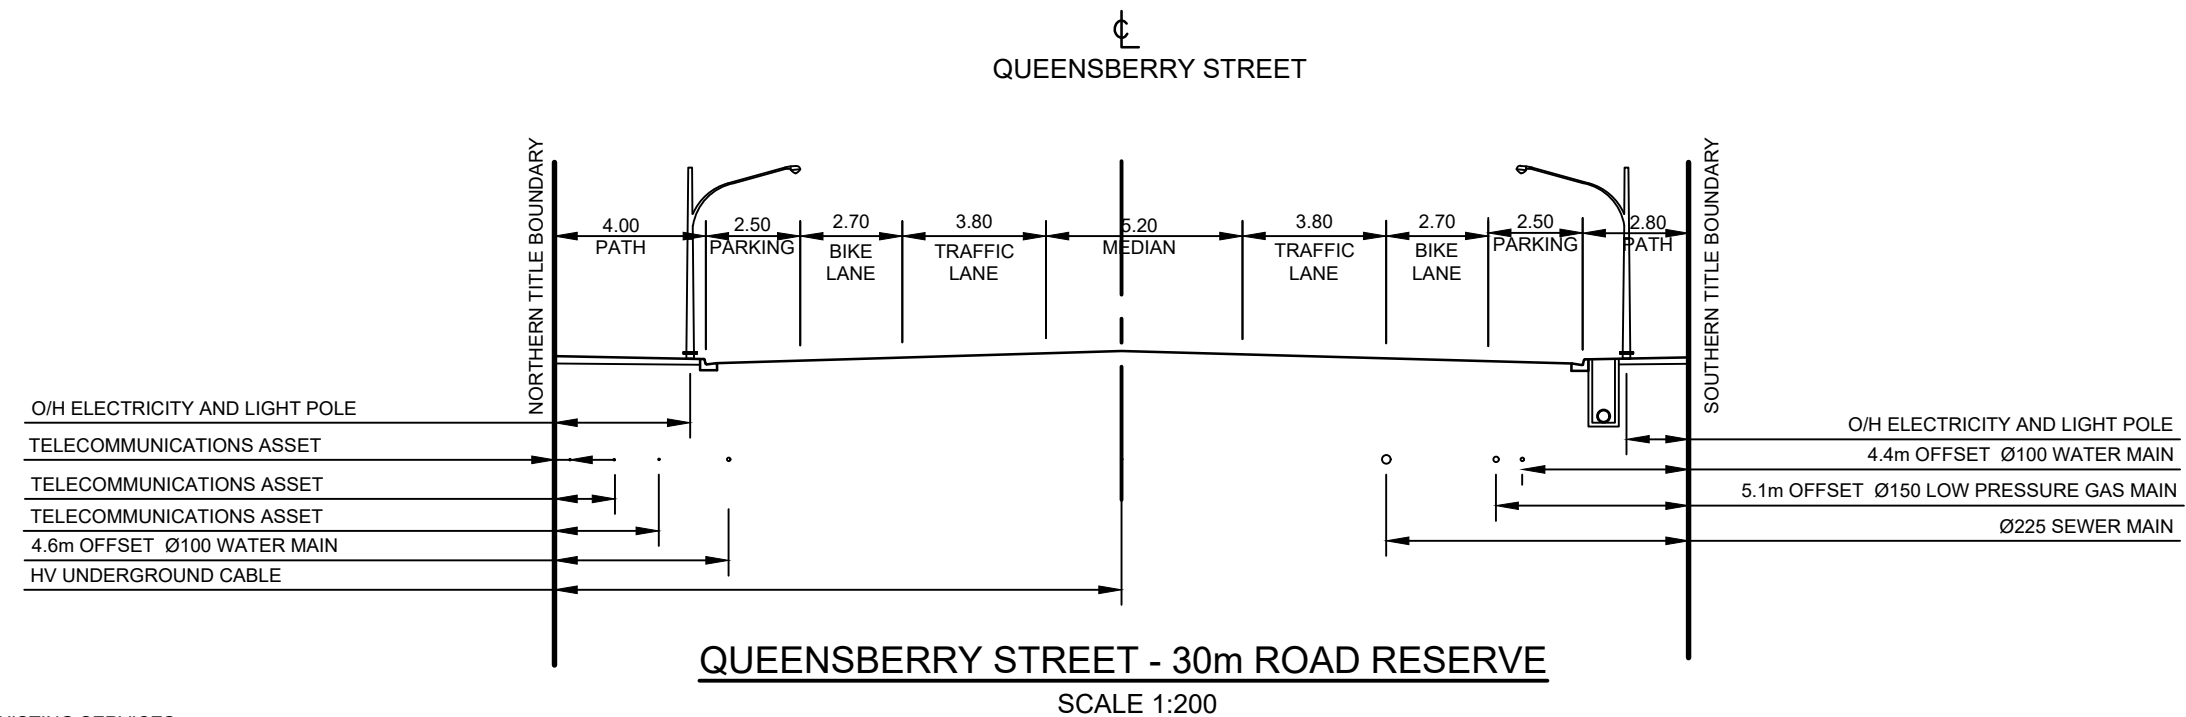 ℄
QUEENSBERRY STREET
NORTHERN TITLE BOUNDARY
SOUTHERN TITLE BOUNDARY
4.00
PATH
2.50
PARKING
2.70
BIKE
LANE
3.80
TRAFFIC
LANE
5.20
MEDIAN
3.80
TRAFFIC
LANE
2.70
BIKE
LANE
2.50
PARKING
2.80
PATH
O/H ELECTRICITY AND LIGHT POLE
TELECOMMUNICATIONS ASSET
TELECOMMUNICATIONS ASSET
TELECOMMUNICATIONS ASSET
4.6m OFFSET Ø100 WATER MAIN
HV UNDERGROUND CABLE
O/H ELECTRICITY AND LIGHT POLE
4.4m OFFSET Ø100 WATER MAIN
5.1m OFFSET Ø150 LOW PRESSURE GAS MAIN
Ø225 SEWER MAIN
QUEENSBERRY STREET - 30m ROAD RESERVE
SCALE 1:200